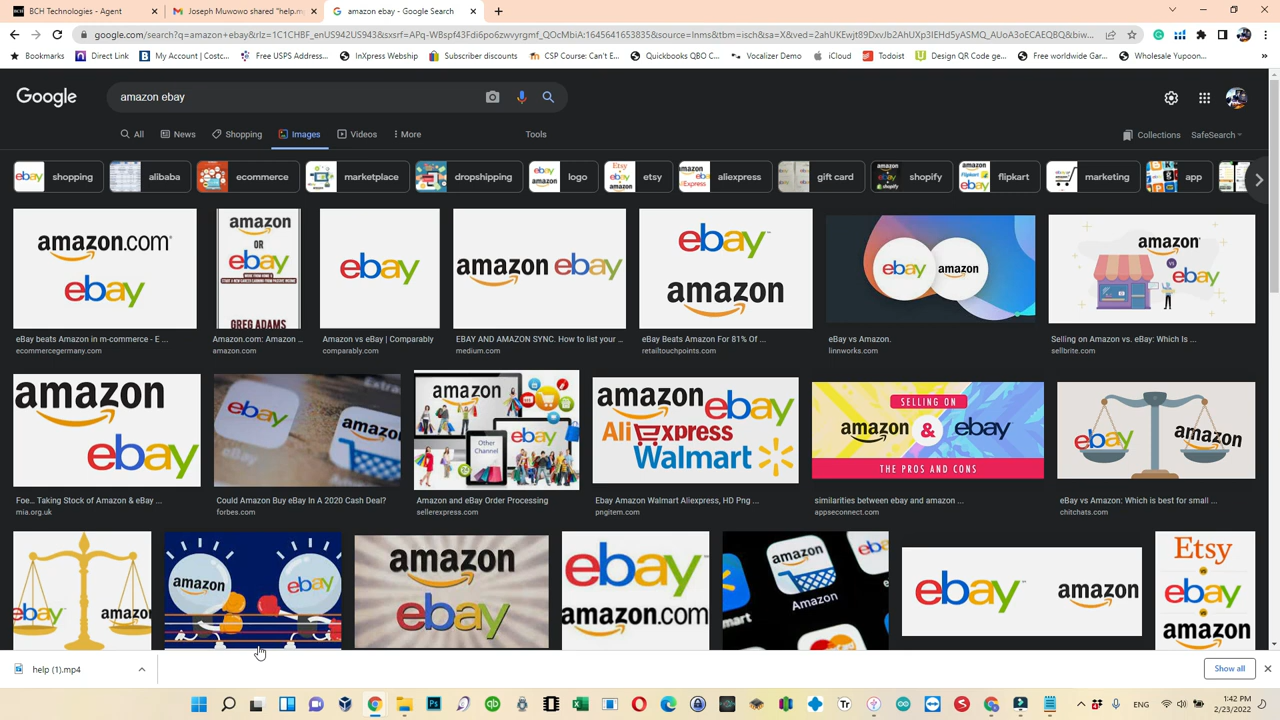 BCH Technologies - Agent
Joseph Muwowo shared "help.m
amazon ebay - Google Search
google.com/search?q=amazon+ebay&rlz=1C1CHBF_enUS942US943&sxsrf=APq-WBspf43Fvdi6po6zwvyrgmf_QOcMbiA:1645641653835&source=lnms&tbm=isch&sa=X&ved=2ahUKEwjt89DxvJb2AhUXp3IEHd5yASMQ_AUoA3oECAEQBQ&biw...
Bookmarks
Direct Link
My Account | Costc...
Free USPS Address...
InXpress Webship
Subscriber discounts
CSP Course: Can't E...
Quickbooks QBO C...
Vocalizer Demo
iCloud
Todoist
Design QR Code ge...
Free worldwide Gar...
Wholesale Yupoon...
Google
amazon ebay
All
News
Shopping
Images
Videos
More
Tools
Collections
SafeSearch
shopping
alibaba
ecommerce
marketplace
dropshipping
logo
etsy
aliexpress
gift card
shopify
flipkart
marketing
app
amazon.com
ebay
amazon
OR
ebay
GREG ADAMS
ebay
amazon ebay
ebay
amazon
ebay
amazon
amazon
VS
ebay
eBay beats Amazon in m-commerce - E ...
ecommercegermany.com
Amazon.com: Amazon ...
amazon.com
Amazon vs eBay | Comparably
comparably.com
EBAY AND AMAZON SYNC. How to list your ...
medium.com
eBay Beats Amazon For 81% Of ...
retailtouchpoints.com
eBay vs Amazon.
linnworks.com
Selling on Amazon vs. eBay: Which Is ...
sellbrite.com
amazon
ebay
ebay
amazon
amazon
ebay
Other
Channel
amazon
ebay
AliExpress
Walmart
SELLING ON
amazon & ebay
THE PROS AND CONS
ebay
amazon
Foe... Taking Stock of Amazon & eBay ...
mia.org.uk
Could Amazon Buy eBay In A 2020 Cash Deal?
forbes.com
Amazon and eBay Order Processing
sellerexpress.com
Ebay Amazon Walmart Aliexpress, HD Png ...
pngitem.com
similarities between ebay and amazon ...
appseconnect.com
eBay vs Amazon: Which is best for small ...
chitchats.com
ebay
amazon
amazon
ebay
amazon
ebay
ebay
amazon.com
amazon
ebay
Amazon
ebay
amazon
Etsy
vs
ebay
vs
amazon
help (1).mp4
Show all
ENG
1:42 PM
2/23/2022